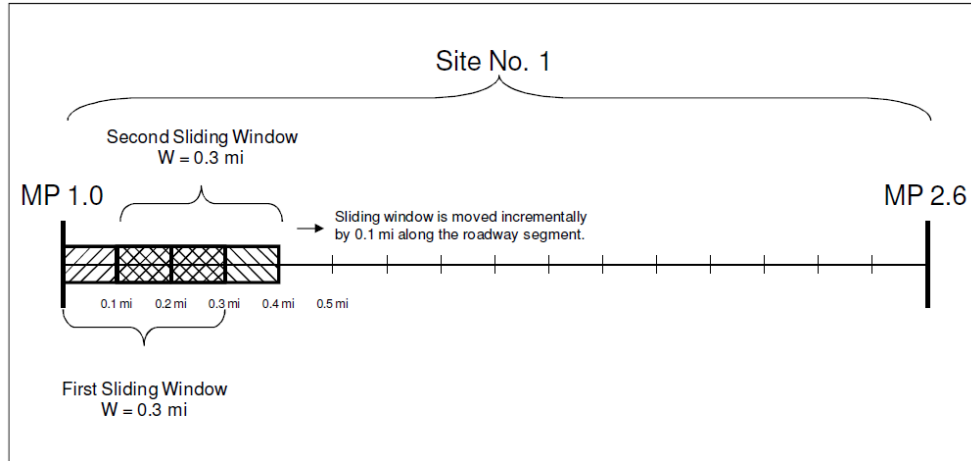 Site No. 1
Second Sliding Window
W = 0.3 mi
MP 1.0
MP 2.6
Sliding window is moved incrementally
by 0.1 mi along the roadway segment.
0.1 mi 0.2 mi 0.3 mi 0.4 mi 0.5 mi
First Sliding Window
W = 0.3 mi